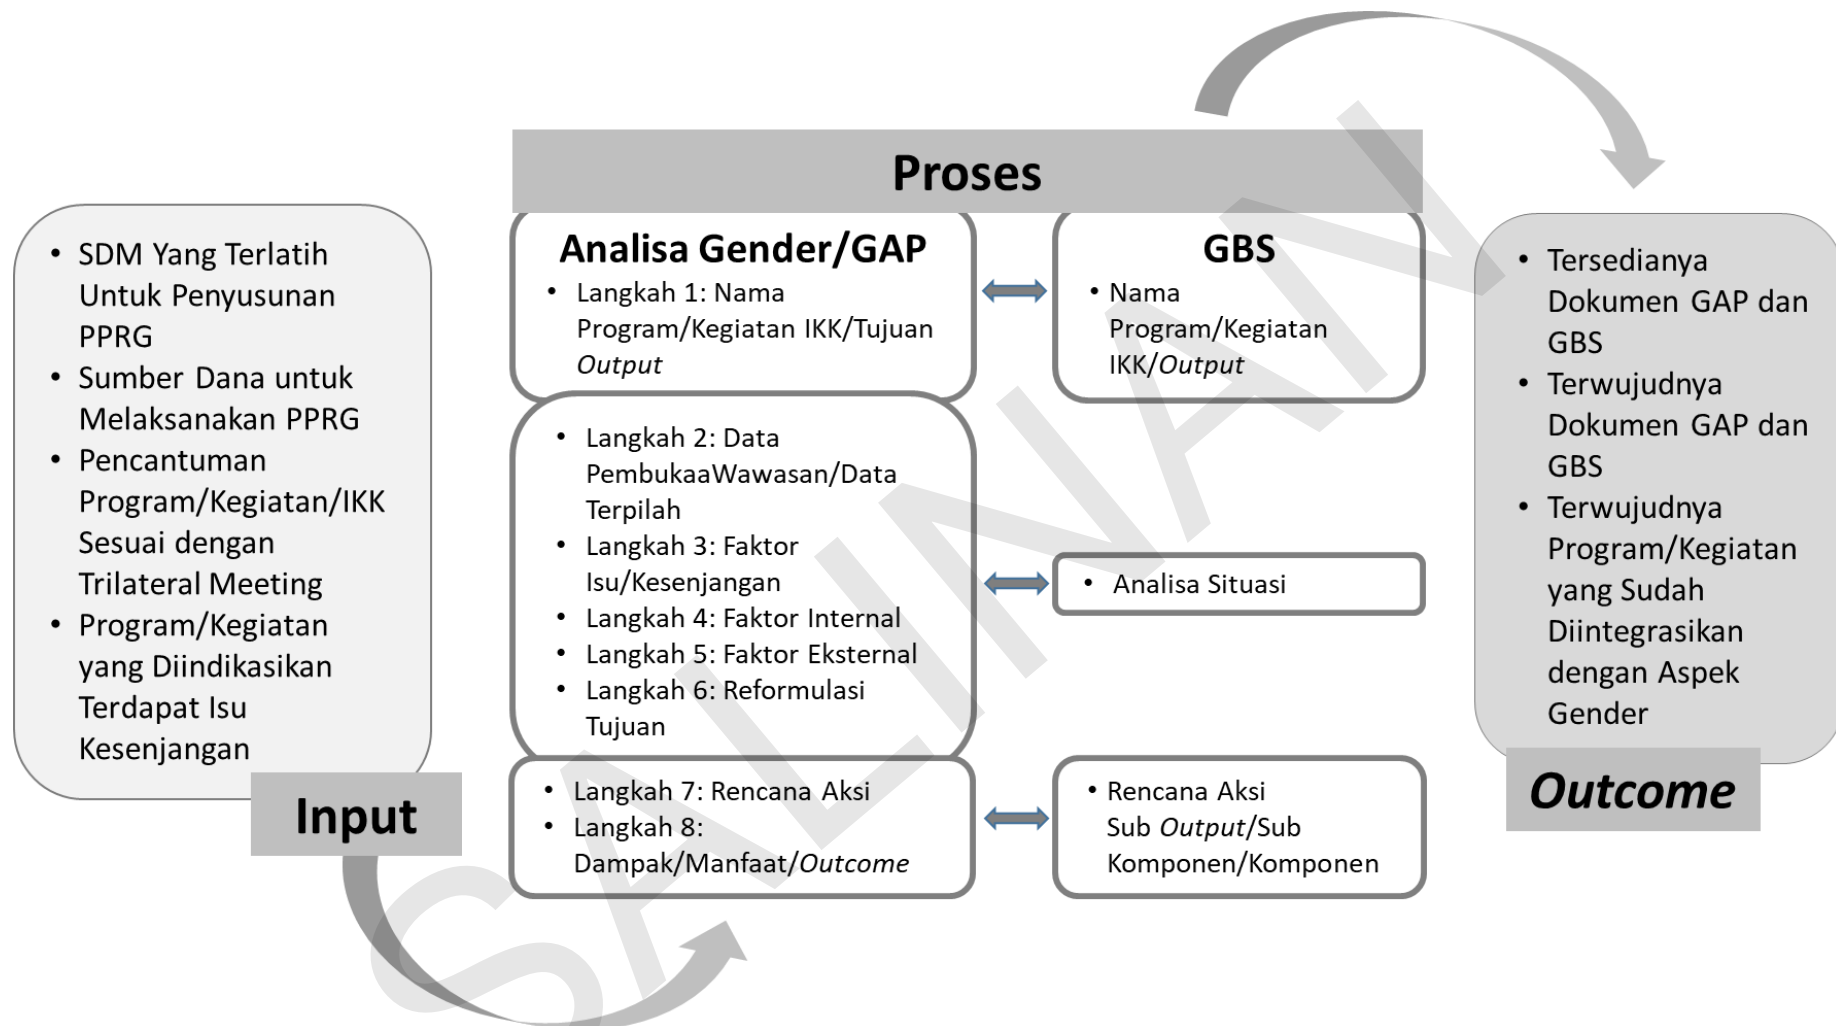 Proses
• SDM Yang Terlatih
Untuk Penyusunan
PPRG
• Sumber Dana untuk
Melaksanakan PPRG
• Pencantuman
Program/Kegiatan/IKK
Sesuai dengan
Trilateral Meeting
• Program/Kegiatan
yang Diindikasikan
Terdapat Isu
Kesenjangan
Input
Analisa Gender/GAP
• Langkah 1: Nama
Program/Kegiatan IKK/Tujuan
Output
• Langkah 2: Data
PembukaaWawasan/Data
Terpilah
• Langkah 3: Faktor
Isu/Kesenjangan
• Langkah 4: Faktor Internal
• Langkah 5: Faktor Eksternal
• Langkah 6: Reformulasi
Tujuan
• Langkah 7: Rencana Aksi
• Langkah 8:
Dampak/Manfaat/Outcome
GBS
• Nama
Program/Kegiatan
IKK/Output
• Analisa Situasi
• Rencana Aksi
Sub Output/Sub
Komponen/Komponen
• Tersedianya
Dokumen GAP dan
GBS
• Terwujudnya
Dokumen GAP dan
GBS
• Terwujudnya
Program/Kegiatan
yang Sudah
Diintegrasikan
dengan Aspek
Gender
Outcome
SALINAN